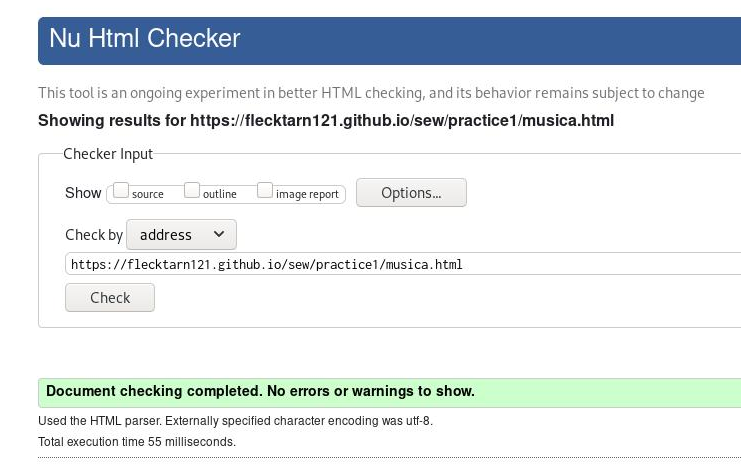 Nu Html Checker
This tool is an ongoing experiment in better HTML checking, and its behavior remains subject to change
Showing results for https://flecktarn121.github.io/sew/practice1/musica.html
Checker Input
Show source outline image report Options...
Check by address
https://flecktarn121.github.io/sew/practice1/musica.html
Check
Document checking completed. No errors or warnings to show.
Used the HTML parser. Externally specified character encoding was utf-8.
Total execution time 55 milliseconds.